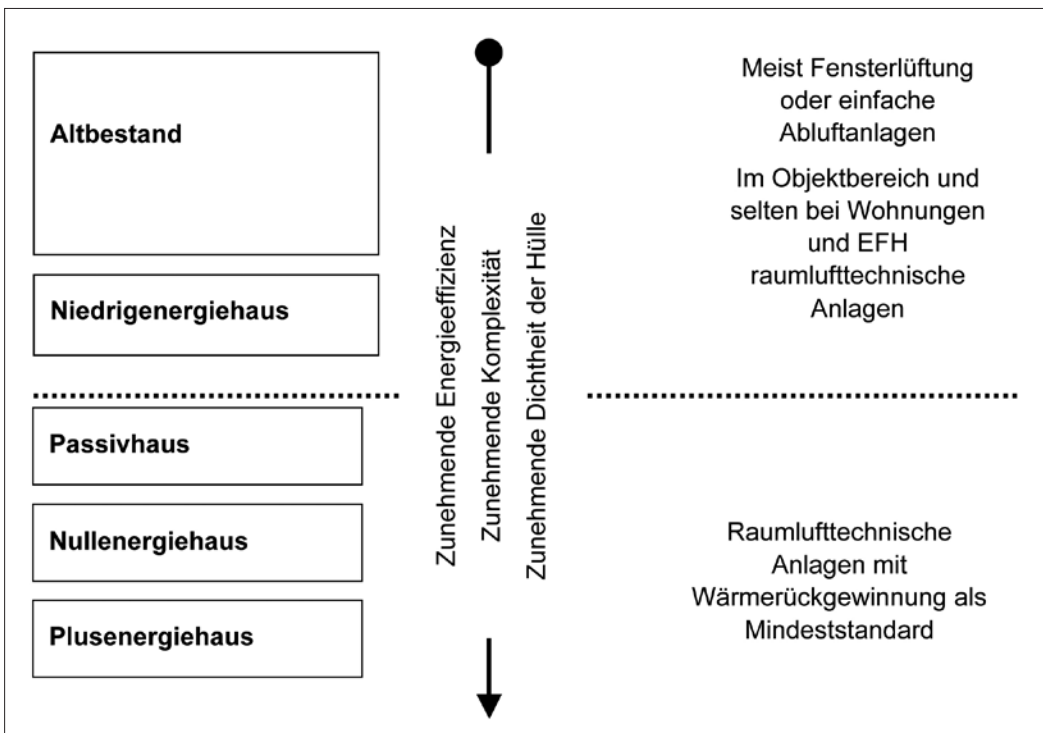 Altbestand
Niedrigenergiehaus
Passivhaus
Nullenergiehaus
Plusenergiehaus
Zunehmende Energieeffizienz
Zunehmende Komplexität
Zunehmende Dichtheit der Hülle
Meist Fensterlüftung
oder einfache
Abluftanlagen
Im Objektbereich und
selten bei Wohnungen
und EFH
raumlufttechnische
Anlagen
Raumlufttechnische
Anlagen mit
Wärmerückgewinnung als
Mindeststandard